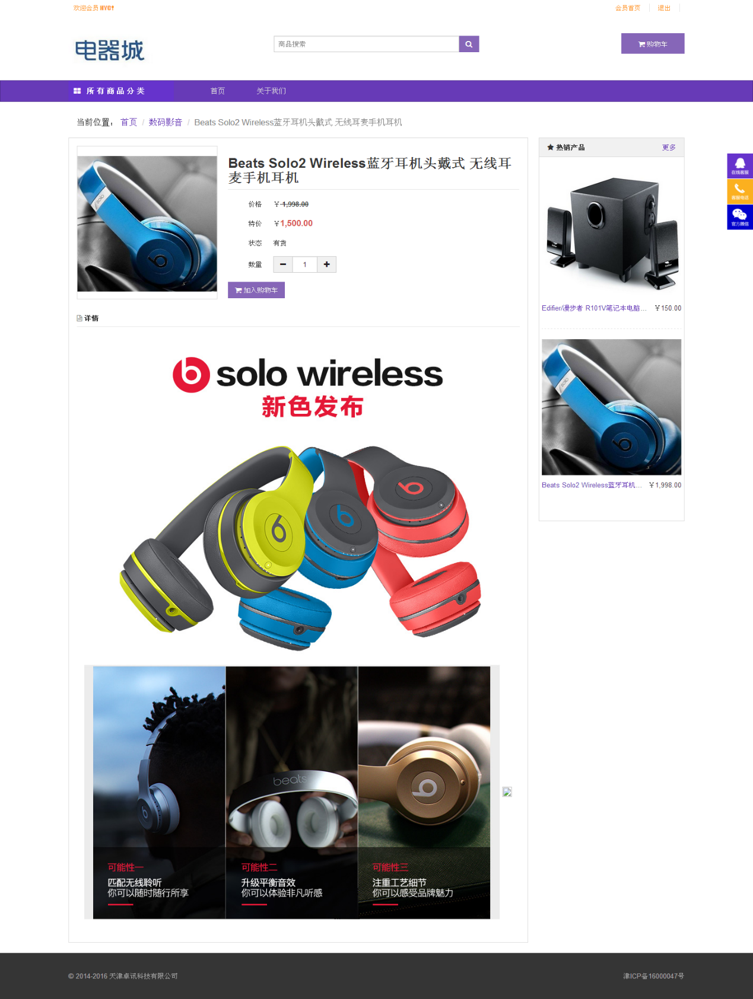 欢迎会员 HYC!
会员首页 退出
电器城
商品搜索
购物车
所有商品分类 首页 关于我们
当前位置： 首页 / 数码影音 / Beats Solo2 Wireless蓝牙耳机头戴式 无线耳麦手机耳机
Beats Solo2 Wireless蓝牙耳机头戴式 无线耳
麦手机耳机
价格 ￥1,998.00
特价 ￥1,500.00
状态 有货
数量 1
加入购物车
详情
solo wireless
新色发布
beats
可能性一
匹配无线聆听
你可以随时随行所享
可能性二
升级平衡音效
你可以体验非凡听感
可能性三
注重工艺细节
你可以感受品牌魅力
热销产品 更多
Edifier
Edifier/漫步者 R101V笔记本电脑... ￥150.00
solo
Beats Solo2 Wireless蓝牙耳机... ￥1,998.00
在线客服
客服电话
官方微信
© 2014-2016 天津卓讯科技有限公司
津ICP备16000047号